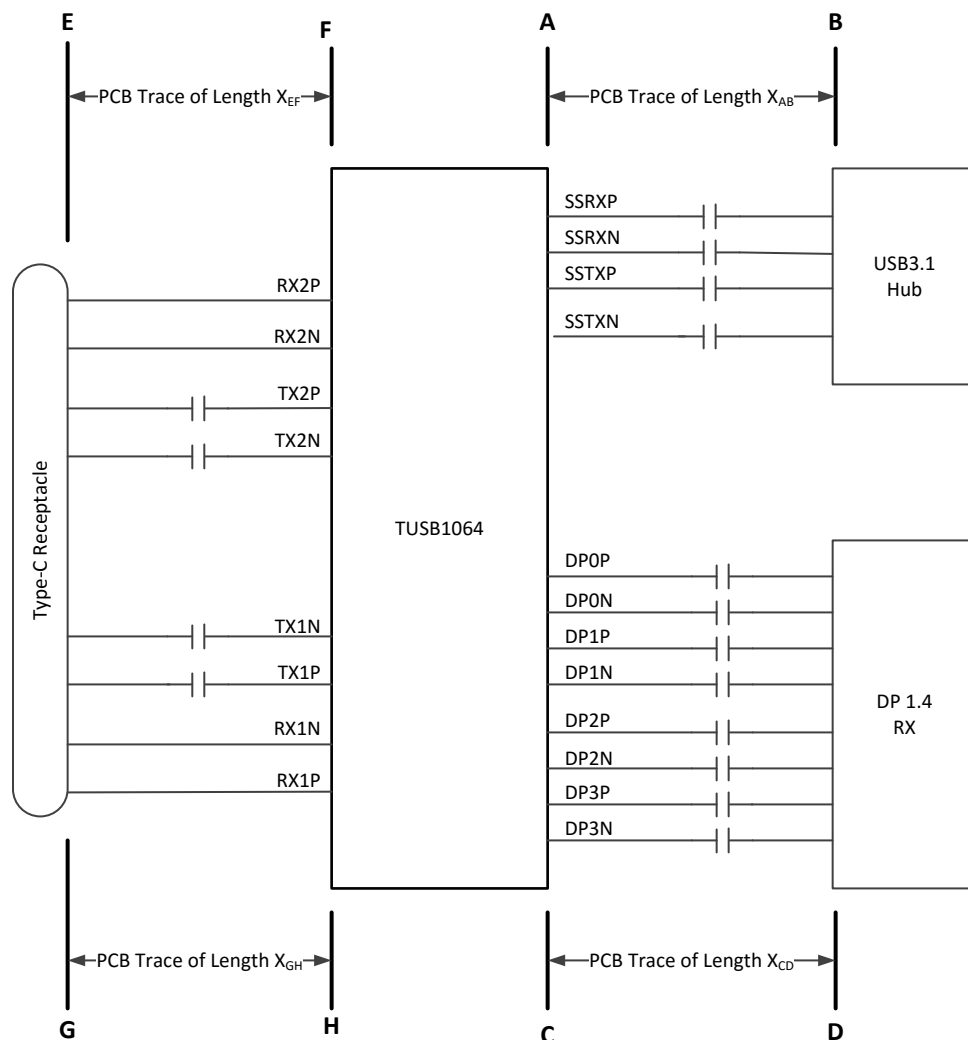 E
F
A
B
PCB Trace of Length XEF
PCB Trace of Length XAB
SSRXP
SSRXN
SSTXP
SSTXN
USB3.1
Hub
RX2P
RX2N
TX2P
TX2N
Type-C Receptacle
TUSB1064
TX1N
TX1P
RX1N
RX1P
DP0P
DP0N
DP1P
DP1N
DP2P
DP2N
DP3P
DP3N
DP 1.4
RX
PCB Trace of Length XGH
PCB Trace of Length XCD
G
H
C
D